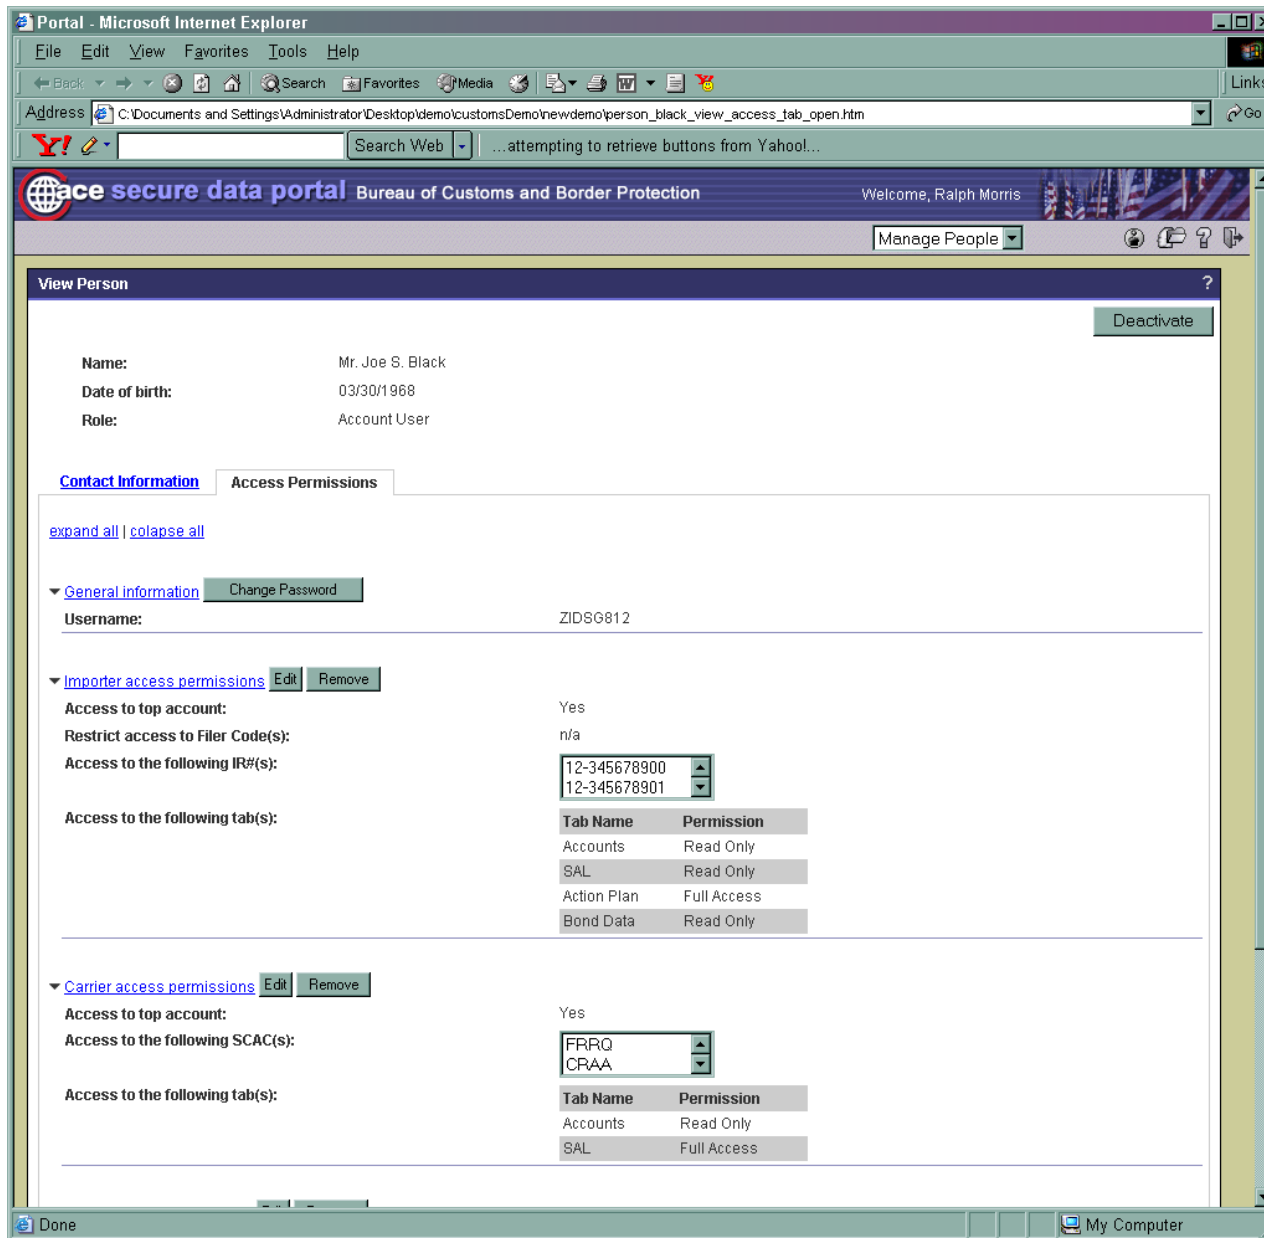 Portal - Microsoft Internet Explorer
File Edit View Favorites Tools Help
Back Search Favorites Media Links
Address C:\Documents and Settings\Administrator\Desktop\demo\customsDemo\newdemo\person_black_view_access_tab_open.htm Go
Y! Search Web ...attempting to retrieve buttons from Yahoo!...
ace secure data portal Bureau of Customs and Border Protection Welcome, Ralph Morris
Manage People ?
View Person ?
Deactivate
Name: Mr. Joe S. Black
Date of birth: 03/30/1968
Role: Account User
Contact Information Access Permissions
expand all | colapse all
General information Change Password
Username: ZIDSG812
Importer access permissions Edit Remove
Access to top account: Yes
Restrict access to Filer Code(s): n/a
Access to the following IR#(s): 12-345678900
12-345678901
Access to the following tab(s): Tab Name Permission
Accounts Read Only
SAL Read Only
Action Plan Full Access
Bond Data Read Only
Carrier access permissions Edit Remove
Access to top account: Yes
Access to the following SCAC(s): FRRQ
CRAA
Access to the following tab(s): Tab Name Permission
Accounts Read Only
SAL Full Access
Done My Computer